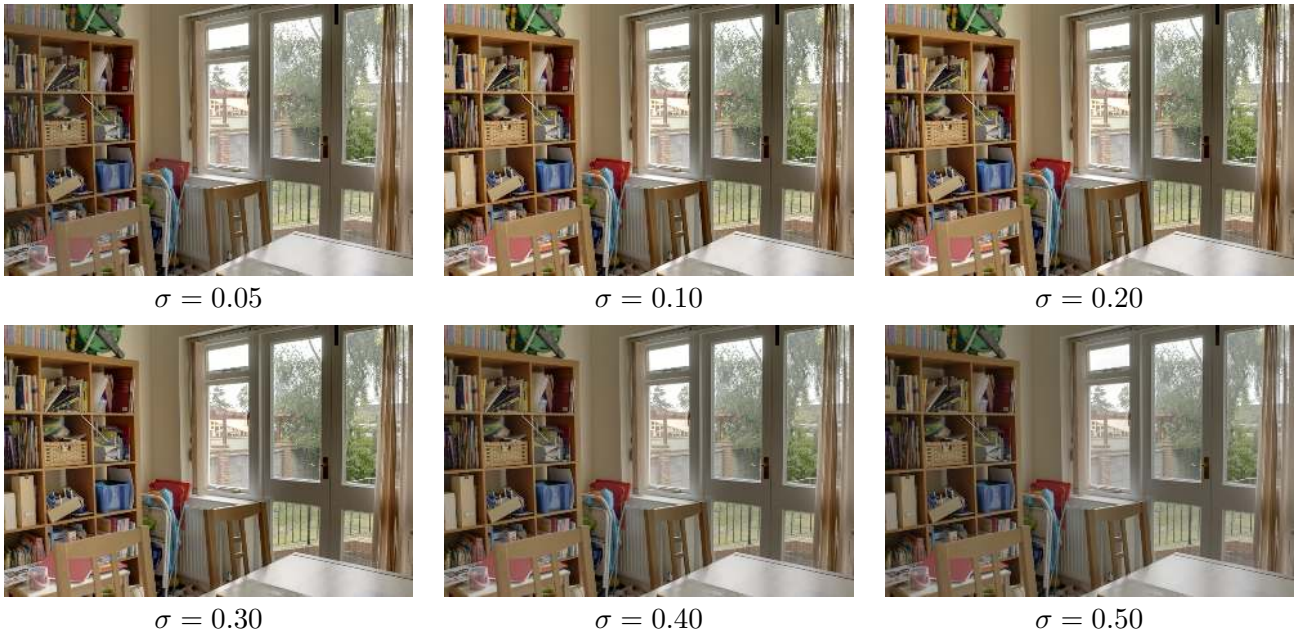 σ = 0.05
σ = 0.10
σ = 0.20
σ = 0.30
σ = 0.40
σ = 0.50